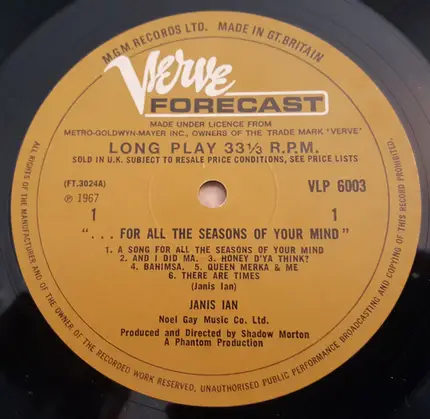 M.G.M. RECORDS LTD. MADE IN GT. BRITAIN
Verve
FORECAST
MADE UNDER LICENCE FROM
METRO-GOLDWYN-MAYER INC., OWNERS OF THE TRADE MARK 'VERVE'
LONG PLAY 33⅓ R.P.M.
SOLD IN U.K. SUBJECT TO RESALE PRICE CONDITIONS, SEE PRICE LISTS
(FT.3024A) VLP 6003
℗ 1967
1 1
". . . FOR ALL THE SEASONS OF YOUR MIND"
1. A SONG FOR ALL THE SEASONS OF YOUR MIND
2. AND I DID MA. 3. HONEY D'YA THINK?
4. BAHIMSA. 5. QUEEN MERKA & ME
6. THERE ARE TIMES
(Janis Ian)
JANIS IAN
Noel Gay Music Co. Ltd.
Produced and Directed by Shadow Morton
A Phantom Production
ALL RIGHTS OF THE MANUFACTURER AND OF THE OWNER OF THE RECORDED WORK RESERVED. UNAUTHORISED PUBLIC PERFORMANCE BROADCASTING AND COPYING OF THIS RECORD PROHIBITED.